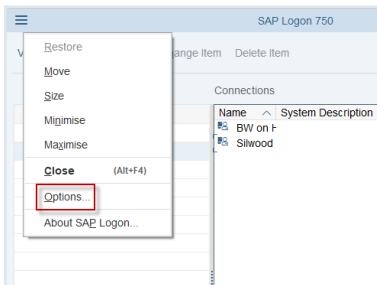 SAP Logon 750
Restore
Move
Size
Minimise
Maximise
Close (Alt+F4)
Options...
About SAP Logon...
Item Delete Item
Connections
Name System Description
BW on
Silwood